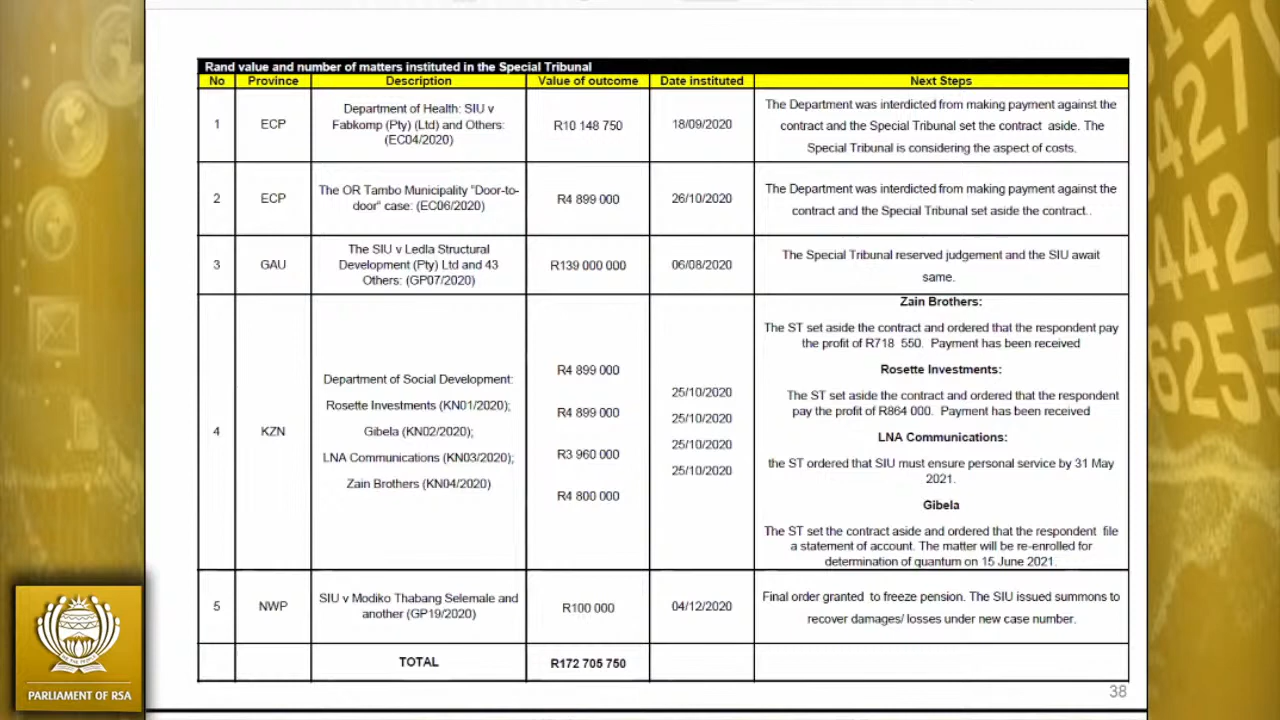 Rand value and number of matters instituted in the Special Tribunal
No Province Description Value of outcome Date instituted Next Steps
1 ECP
Department of Health: SIU v
Fabkomp (Pty) (Ltd) and Others:
(EC04/2020)
R10 148 750
18/09/2020
The Department was interdicted from making payment against the
contract and the Special Tribunal set the contract aside. The
Special Tribunal is considering the aspect of costs.
2 ECP
The OR Tambo Municipality "Door-to-
door" case: (EC06/2020)
R4 899 000
26/10/2020
The Department was interdicted from making payment against the
contract and the Special Tribunal set aside the contract..
3 GAU
The SIU v Ledla Structural
Development (Pty) Ltd and 43
Others: (GP07/2020)
R139 000 000
06/08/2020
The Special Tribunal reserved judgement and the SIU await
same.
4 KZN
Department of Social Development:
Rosette Investments (KN01/2020);
Gibela (KN02/2020);
LNA Communications (KN03/2020);
Zain Brothers (KN04/2020)
R4 899 000
R4 899 000
R3 960 000
R4 800 000
25/10/2020
25/10/2020
25/10/2020
25/10/2020
Zain Brothers:
The ST set aside the contract and ordered that the respondent pay
the profit of R718 550. Payment has been received
Rosette Investments:
The ST set aside the contract and ordered that the respondent
pay the profit of R864 000. Payment has been received
LNA Communications:
the ST ordered that SIU must ensure personal service by 31 May
2021.
Gibela
The ST set the contract aside and ordered that the respondent file
a statement of account. The matter will be re-enrolled for
determination of quantum on 15 June 2021.
5 NWP
SIU v Modiko Thabang Selemale and
another (GP19/2020)
R100 000
04/12/2020
Final order granted to freeze pension. The SIU issued summons to
recover damages/ losses under new case number.
TOTAL R172 705 750
38
PARLIAMENT OF RSA